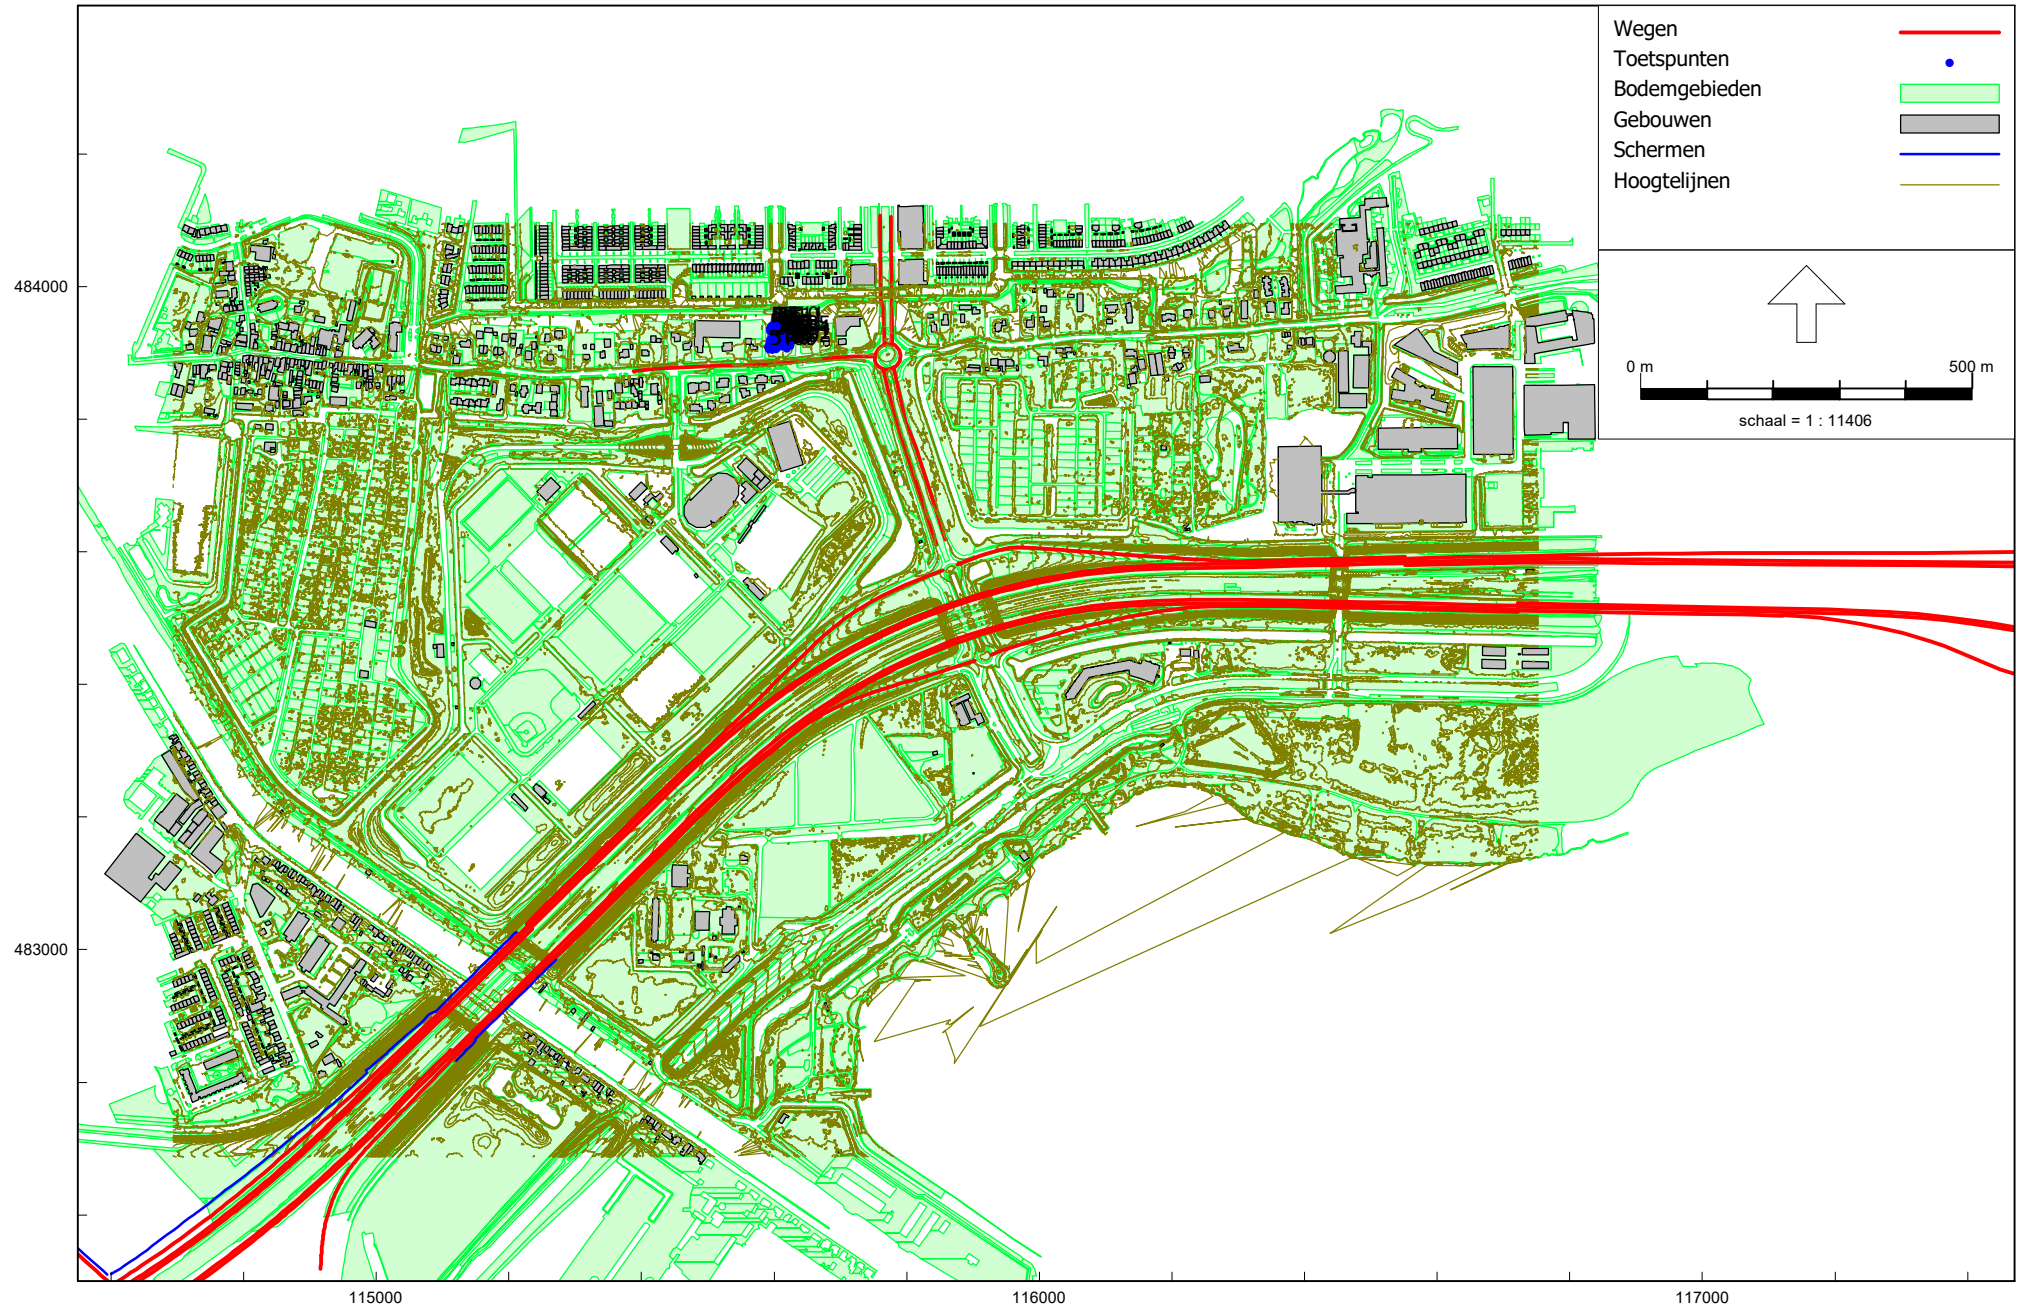 Wegen
Toetspunten
Bodemgebieden
Gebouwen
Schermen
Hoogtelijnen
0 m 500 m
schaal = 1 : 11406
484000
483000
115000 116000 117000